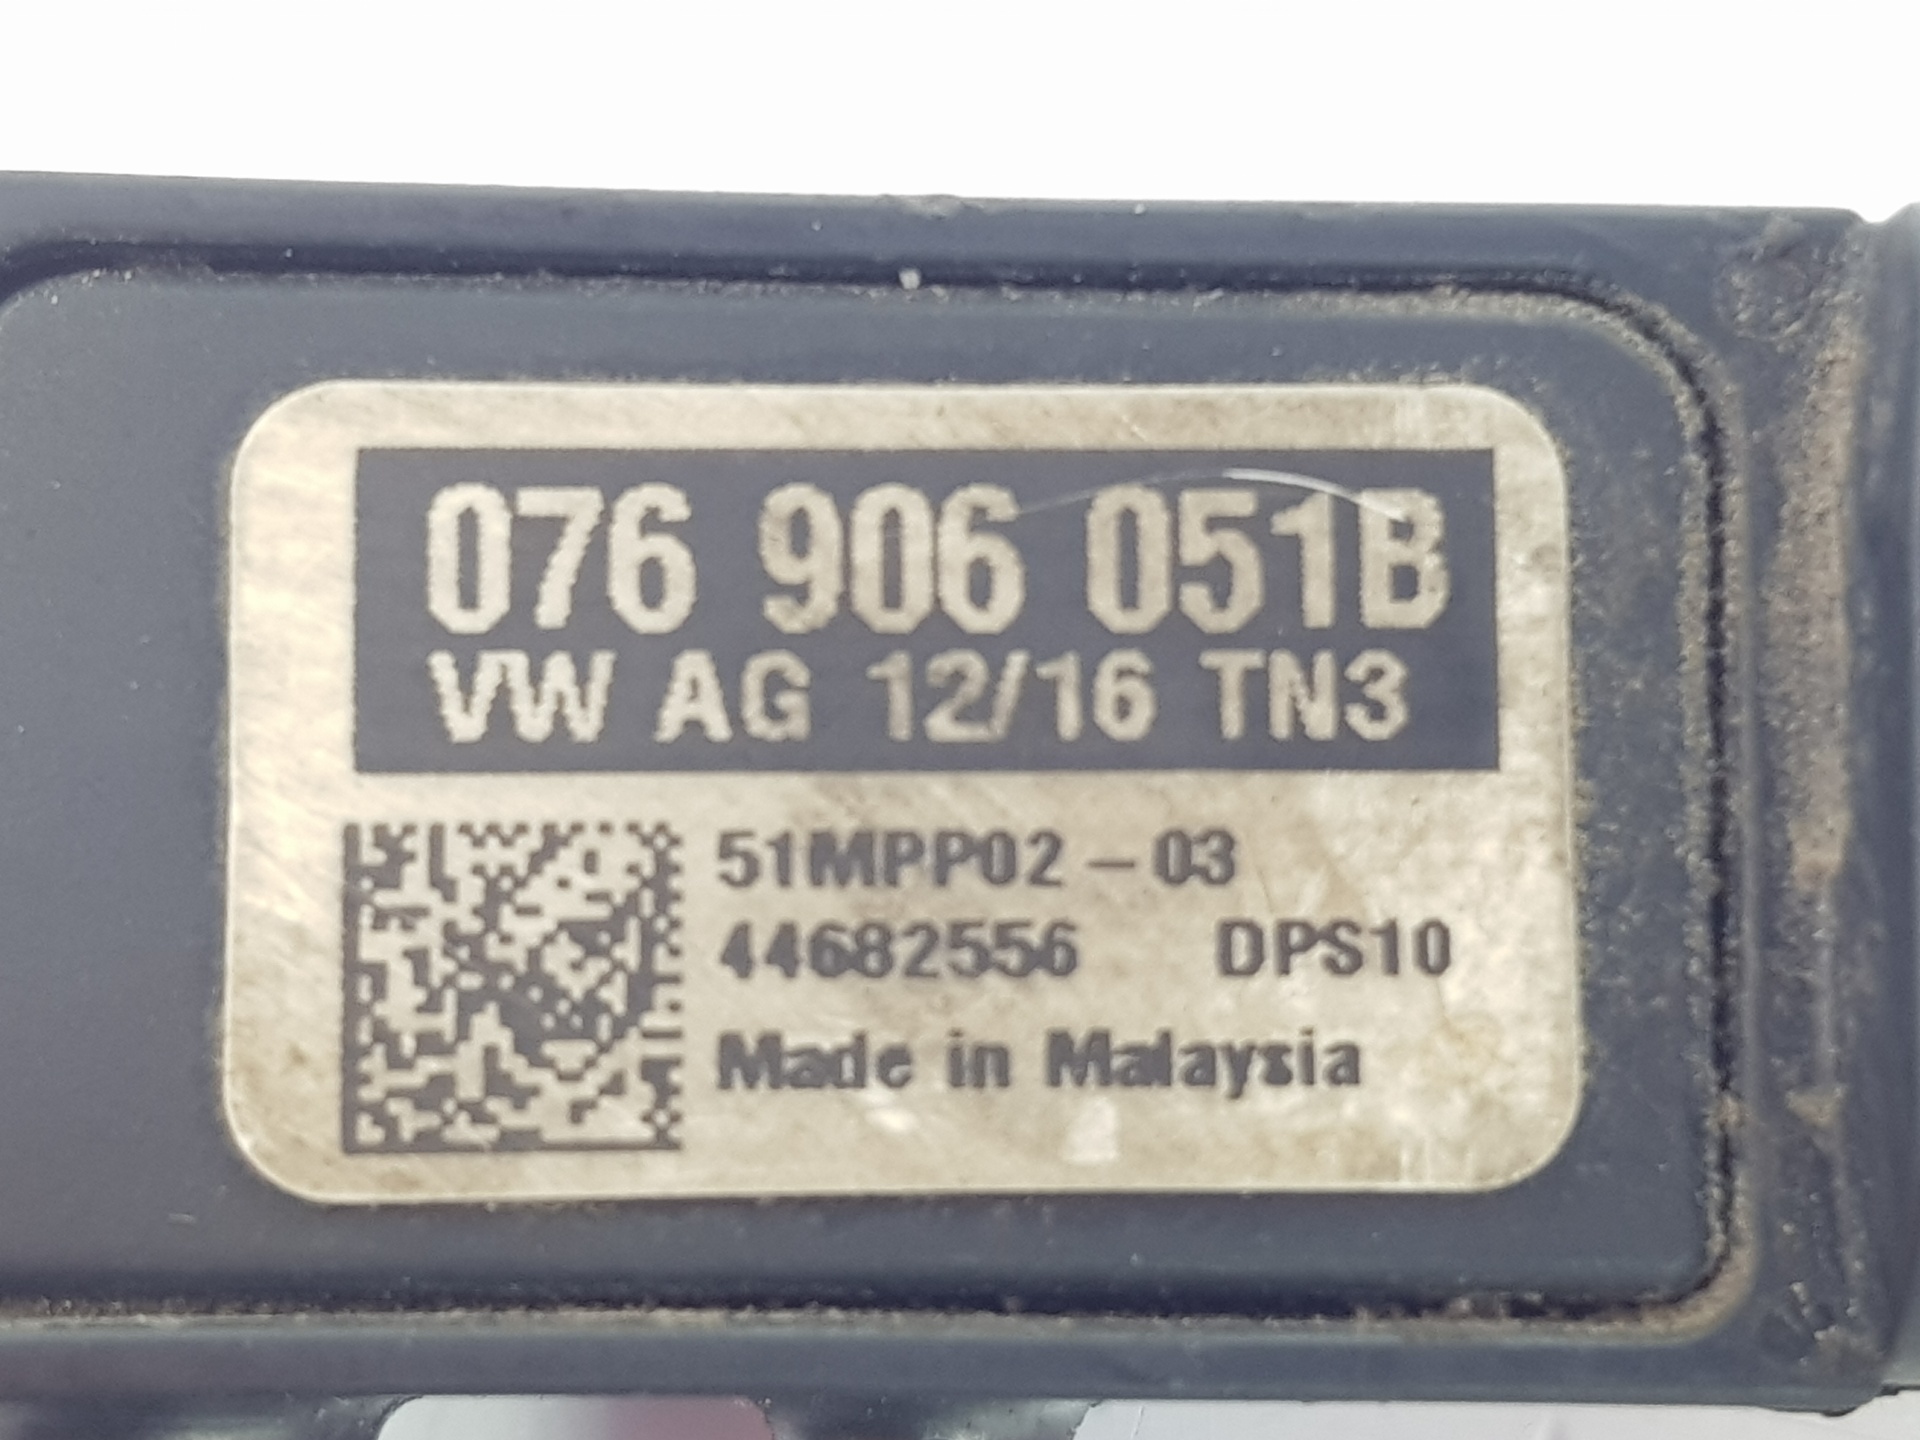 076 906 051B
VW AG 12/16 TN3
51MPP02-03
44682556 DPS10
Made in Malaysia